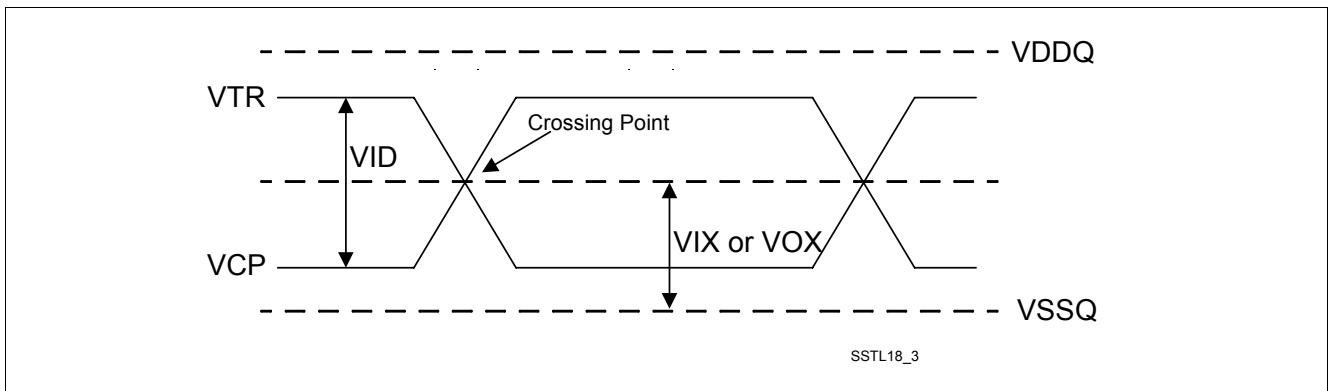 VDDQ
VTR
Crossing Point
VID
VIX or VOX
VCP
VSSQ
SSTL18_3